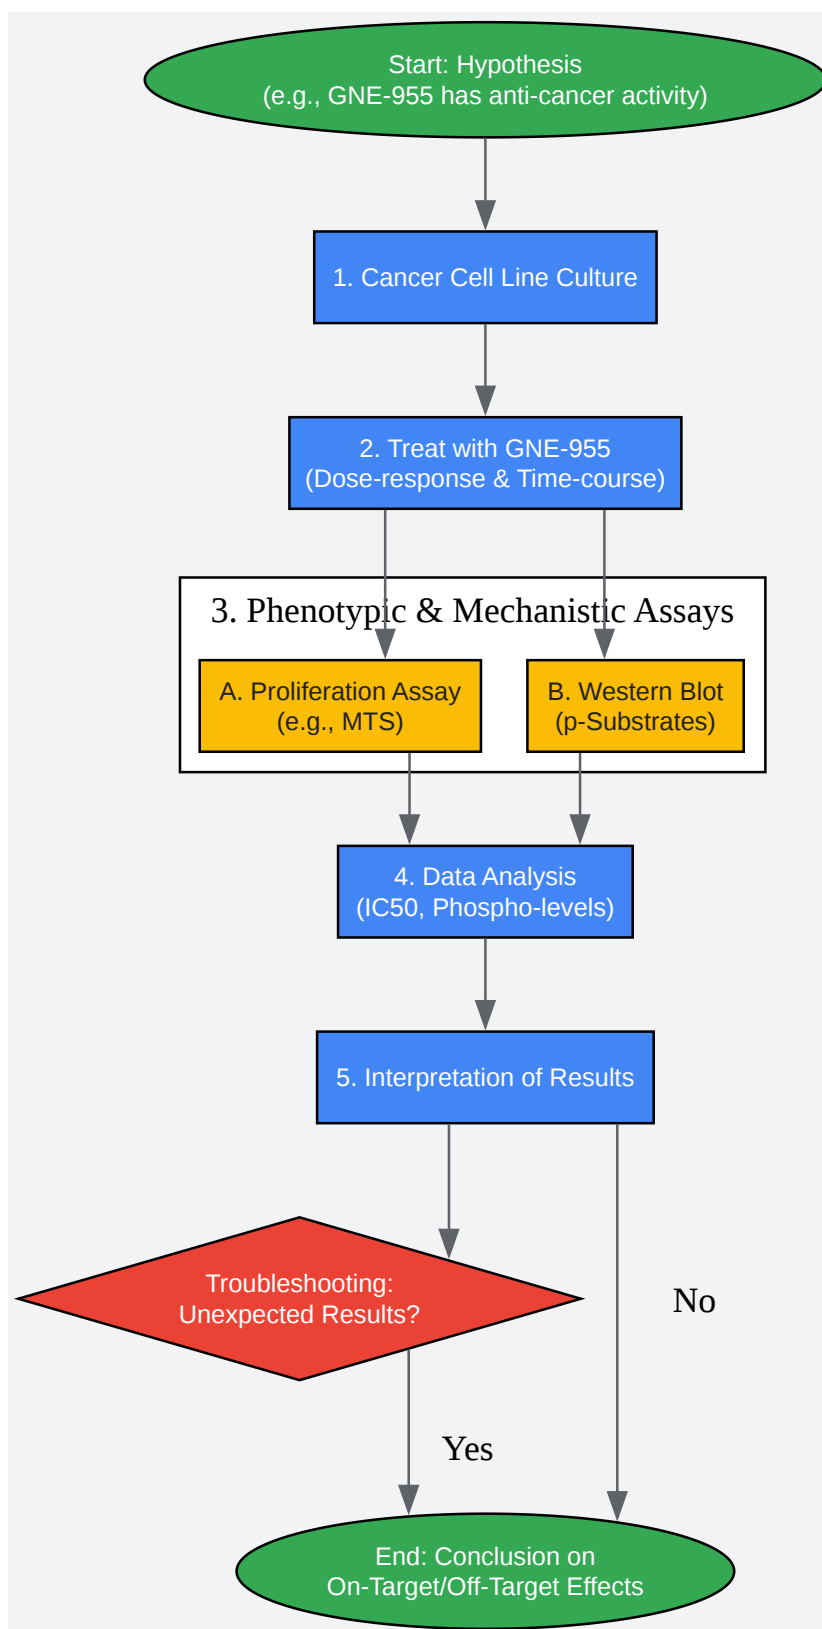 Start: Hypothesis
(e.g., GNE-955 has anti-cancer activity)
1. Cancer Cell Line Culture
2. Treat with GNE-955
(Dose-response & Time-course)
3. Phenotypic & Mechanistic Assays
A. Proliferation Assay
(e.g., MTS)
B. Western Blot
(p-Substrates)
4. Data Analysis
(IC50, Phospho-levels)
5. Interpretation of Results
Troubleshooting:
Unexpected Results?
No
Yes
End: Conclusion on
On-Target/Off-Target Effects